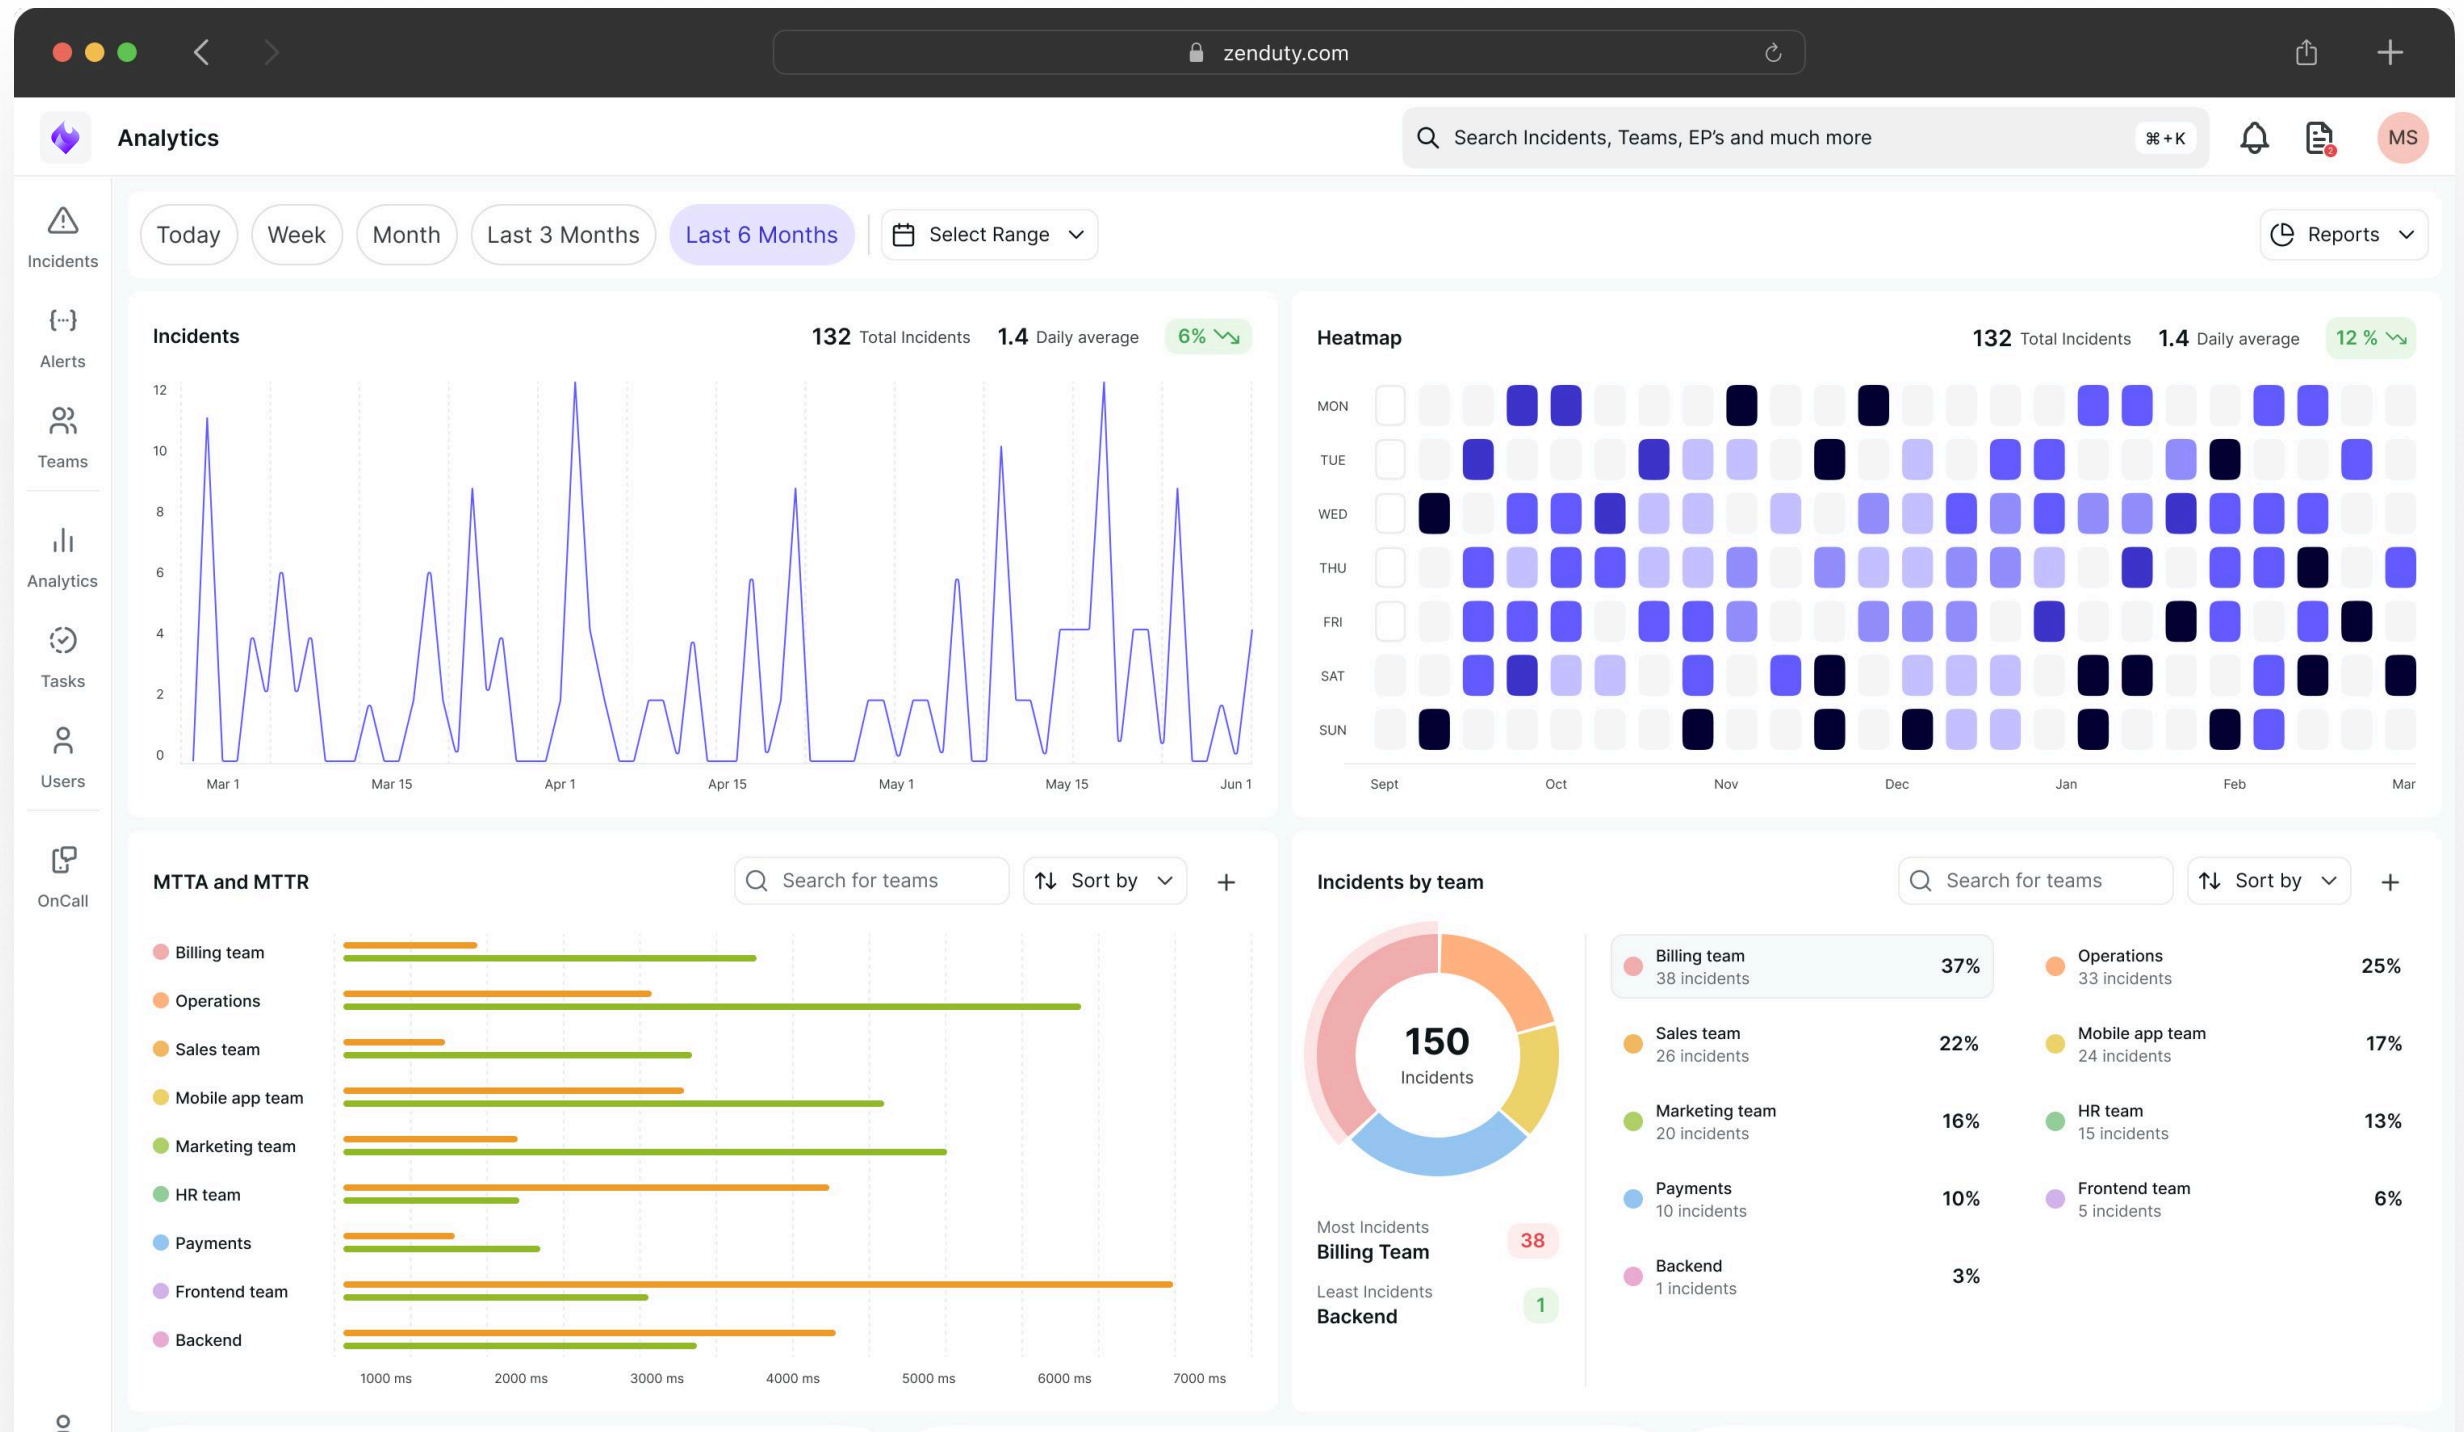 zenduty.com
Analytics
Search Incidents, Teams, EP's and much more
⌘+K
2
MS
Incidents
Alerts
Teams
Analytics
Tasks
Users
OnCall
Today
Week
Month
Last 3 Months
Last 6 Months
Select Range
Reports
Incidents
132 Total Incidents
1.4 Daily average
6%
12
10
8
6
4
2
0
Mar 1
Mar 15
Apr 1
Apr 15
May 1
May 15
Jun 1
Heatmap
132 Total Incidents
1.4 Daily average
12 %
MON
TUE
WED
THU
FRI
SAT
SUN
Sept
Oct
Nov
Dec
Jan
Feb
Mar
MTTA and MTTR
Search for teams
Sort by
Billing team
Operations
Sales team
Mobile app team
Marketing team
HR team
Payments
Frontend team
Backend
1000 ms
2000 ms
3000 ms
4000 ms
5000 ms
6000 ms
7000 ms
Incidents by team
Search for teams
Sort by
150
Incidents
Most Incidents
Billing Team
38
Least Incidents
Backend
1
Billing team
38 incidents
37%
Operations
33 incidents
25%
Sales team
26 incidents
22%
Mobile app team
24 incidents
17%
Marketing team
20 incidents
16%
HR team
15 incidents
13%
Payments
10 incidents
10%
Frontend team
5 incidents
6%
Backend
1 incidents
3%